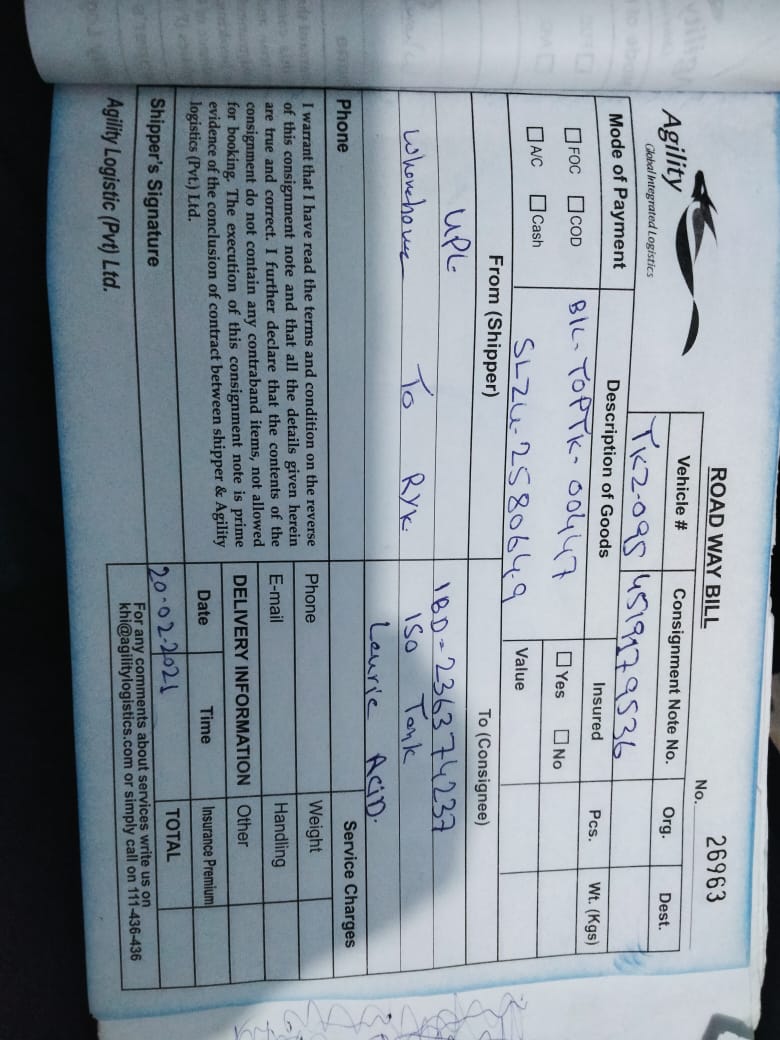 ROAD WAY BILL
No. 26963
Agility
Global Integrated Logistics
Vehicle # Consignment Note No. Org. Dest.
TKZ-095 4519179536
Mode of Payment Description of Goods Insured Pcs. Wt. (Kgs)
FOC COD BIL-TOPTK-00447 Yes No
A/C Cash SLZU-2580649 Value
From (Shipper) To (Consignee)
UPL IBD-236374237
To RYK ISO Tank
Lauric AciD.
Phone Service Charges
I warrant that I have read the terms and condition on the reverse
of this consignment note and that all the details given herein
are true and correct. I further declare that the contents of the
consignment do not contain any contraband items, not allowed
for booking. The execution of this consignment note is prime
evidence of the conclusion of contract between shipper & Agility
logistics (Pvt.) Ltd.
Phone Weight
E-mail Handling
DELIVERY INFORMATION Other
Date Time Insurance Premium
20-02-2021 TOTAL
Shipper's Signature
For any comments about services write us on
khi@agilitylogistics.com or simply call on 111-436-436
Agility Logistic (Pvt) Ltd.